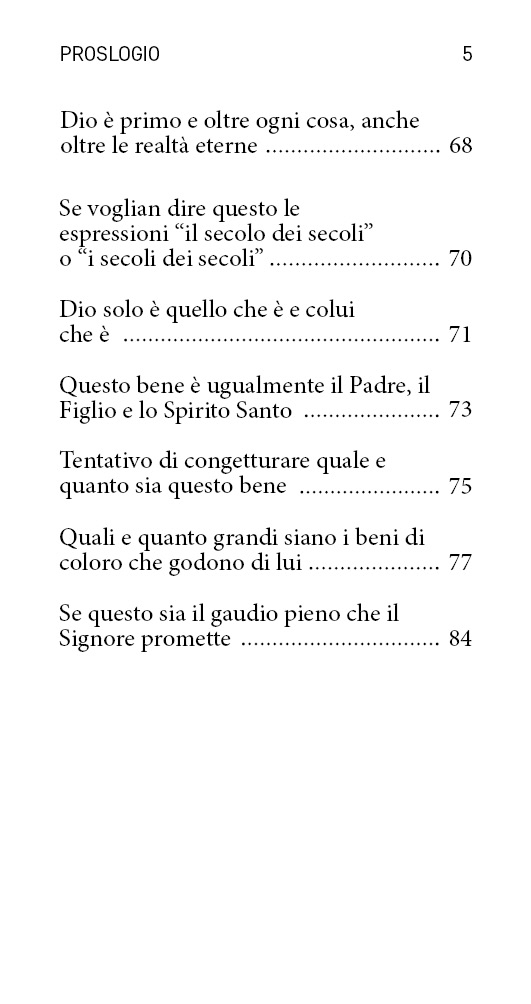 PROSLOGIO 5
Dio è primo e oltre ogni cosa, anche
oltre le realtà eterne ............................ 68
Se voglian dire questo le
espressioni “il secolo dei secoli”
o “i secoli dei secoli” ........................... 70
Dio solo è quello che è e colui
che è ................................................... 71
Questo bene è ugualmente il Padre, il
Figlio e lo Spirito Santo ...................... 73
Tentativo di congetturare quale e
quanto sia questo bene ....................... 75
Quali e quanto grandi siano i beni di
coloro che godono di lui ..................... 77
Se questo sia il gaudio pieno che il
Signore promette ................................ 84